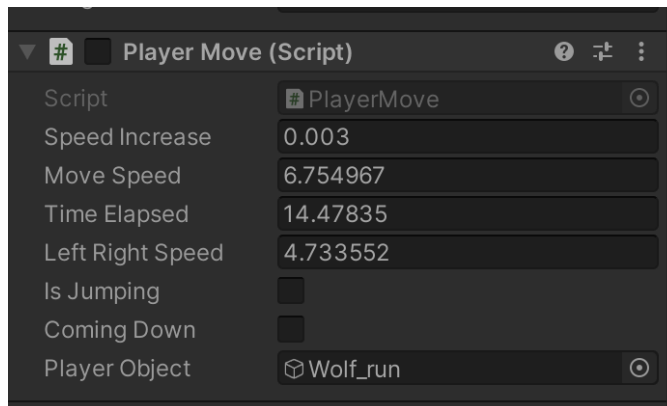 # Player Move (Script)
Script # PlayerMove
Speed Increase 0.003
Move Speed 6.754967
Time Elapsed 14.47835
Left Right Speed 4.733552
Is Jumping
Coming Down
Player Object Wolf_run